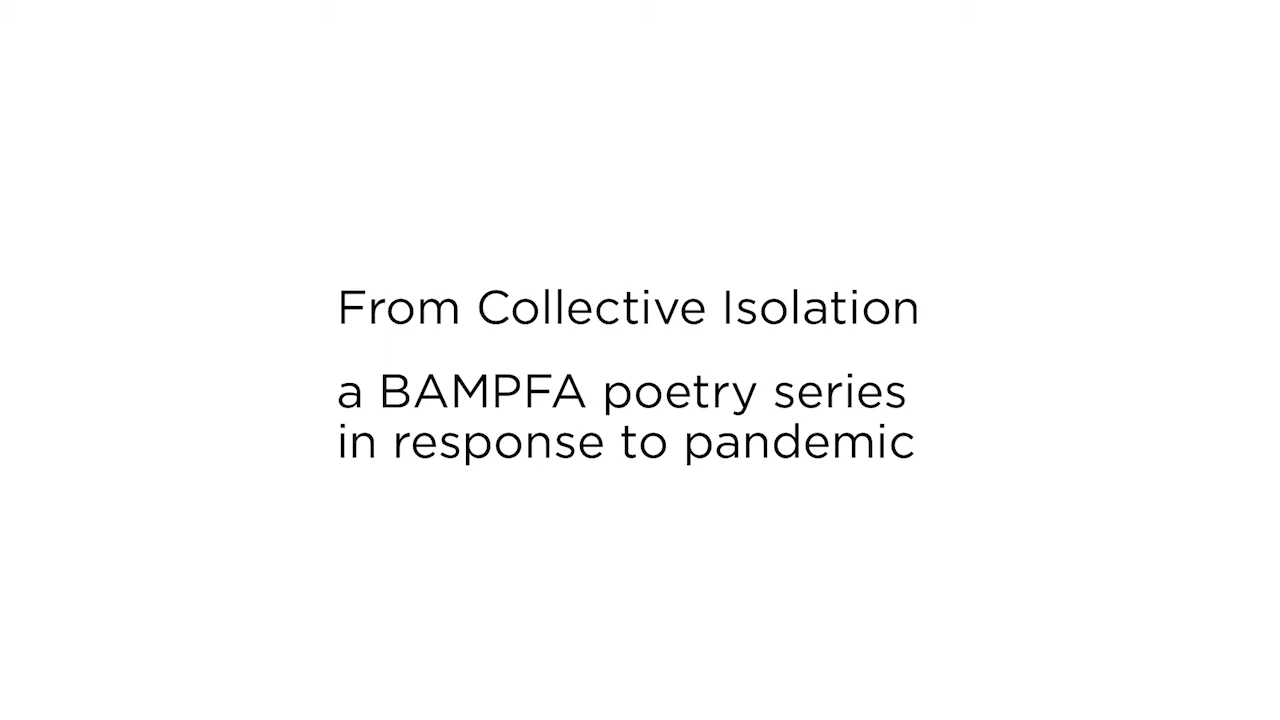 From Collective Isolation
a BAMPFA poetry series
in response to pandemic